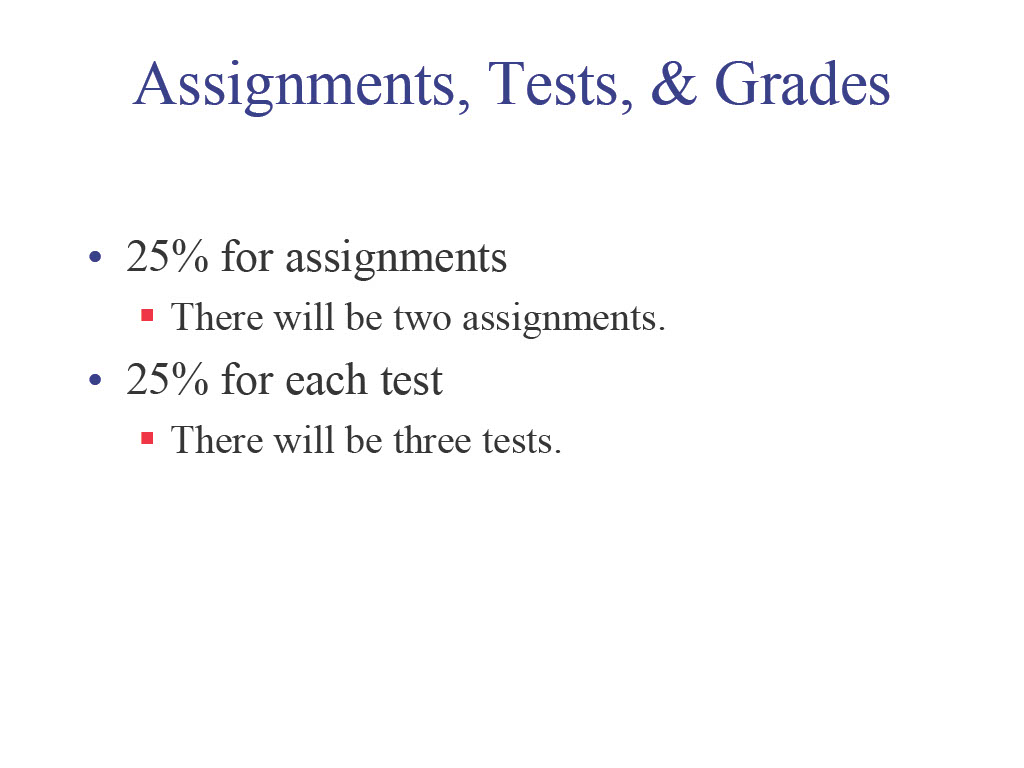 Assignments, Tests, & Grades
• 25% for assignments
▪ There will be two assignments.
• 25% for each test
▪ There will be three tests.